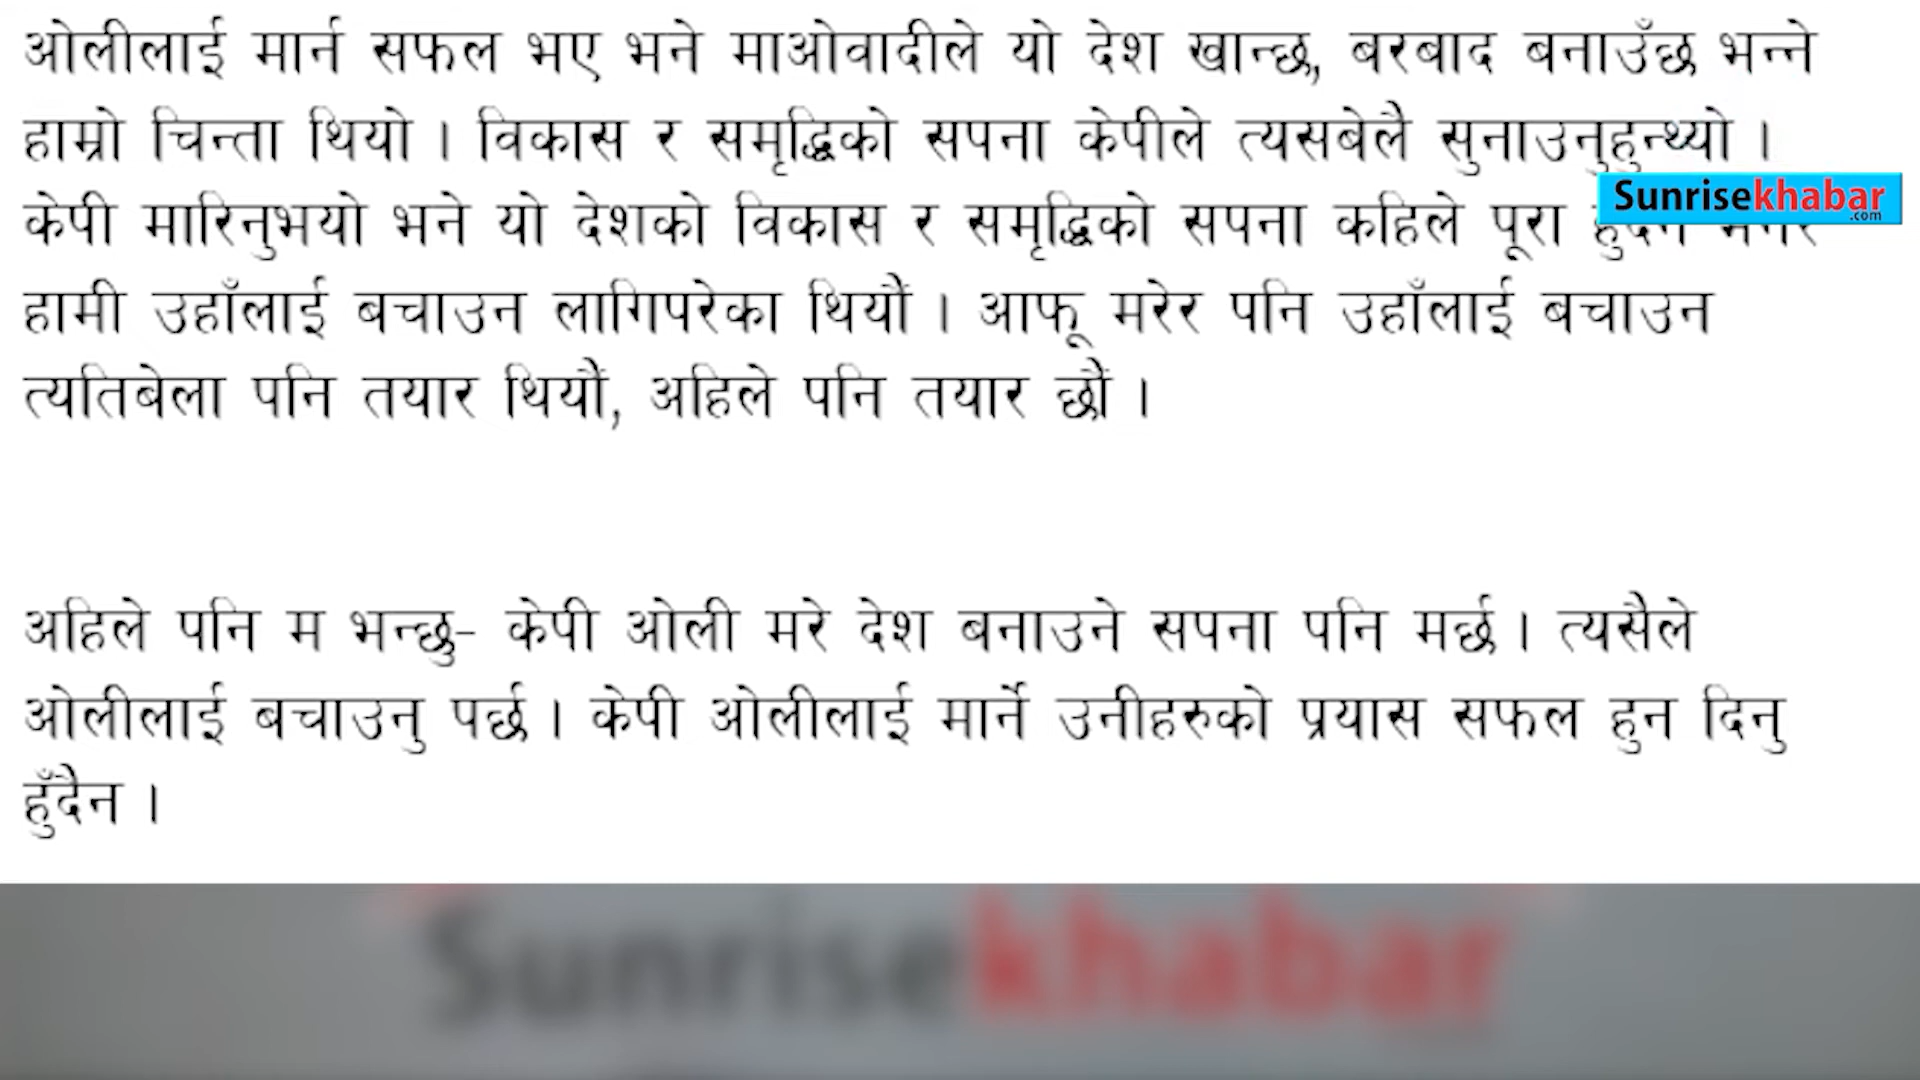 ओलीलाई मार्न सफल भए भने माओवादीले यो देश खान्छ, बरबाद बनाउँछ भन्ने
हाम्रो चिन्ता थियो । विकास र समृद्धिको सपना केपीले त्यसबेलै सुनाउनुहुन्थ्यो ।
Sunrisekhabar
.com
केपी मारिनुभयो भने यो देशको विकास र समृद्धिको सपना कहिले पूरा
हामी उहाँलाई बचाउन लागिपरेका थियौं । आफू मरेर पनि उहाँलाई बचाउन
त्यतिबेला पनि तयार थियौं, अहिले पनि तयार छौं ।
अहिले पनि म भन्छु- केपी ओली मरे देश बनाउने सपना पनि मर्छ । त्यसैले
ओलीलाई बचाउनु पर्छ । केपी ओलीलाई मार्ने उनीहरुको प्रयास सफल हुन दिनु
हुँदैन ।
Sunrisekhabar